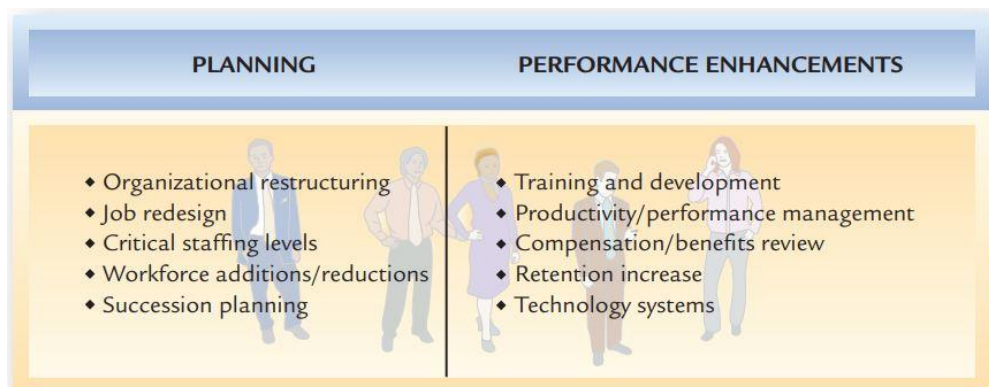 PLANNING
PERFORMANCE ENHANCEMENTS
◆ Organizational restructuring
◆ Job redesign
◆ Critical staffing levels
◆ Workforce additions/reductions
◆ Succession planning
◆ Training and development
◆ Productivity/performance management
◆ Compensation/benefits review
◆ Retention increase
◆ Technology systems